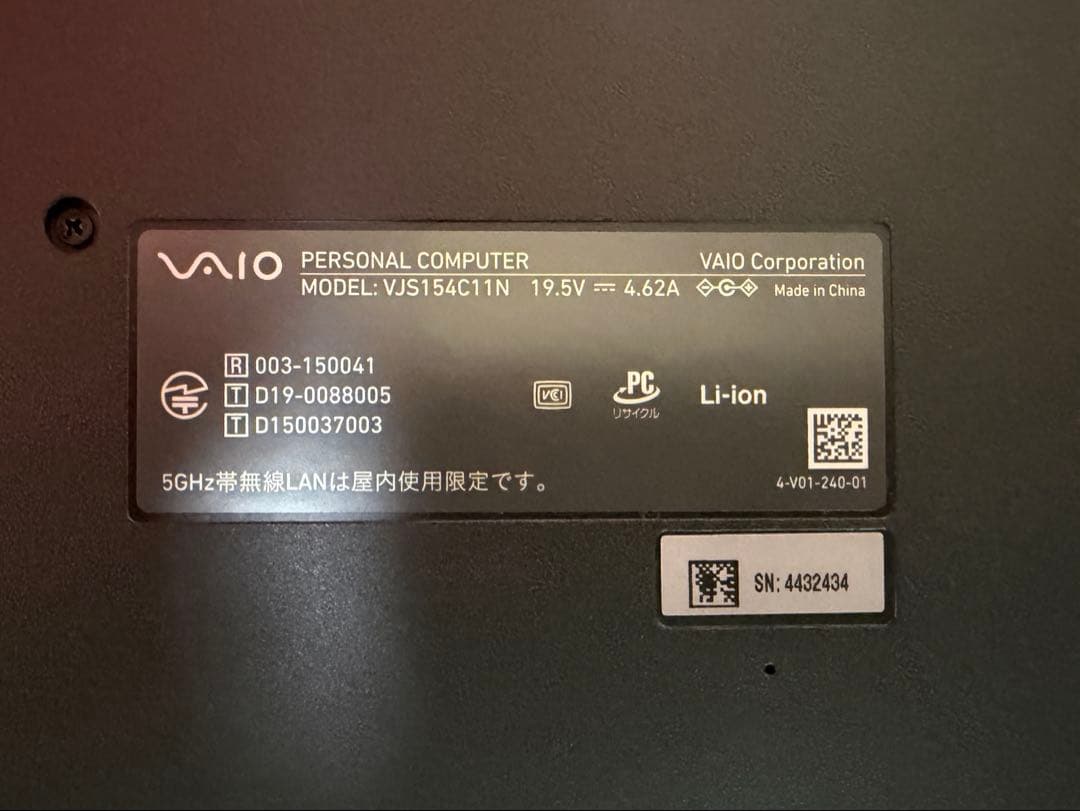 VAIO PERSONAL COMPUTER VAIO Corporation
MODEL: VJS154C11N 19.5V 4.62A Made in China
R 003-150041
T D19-0088005
T D150037003
VCCI
PC
リサイクル
Li-ion
5GHz帯無線LANは屋内使用限定です。
4-V01-240-01
SN: 4432434